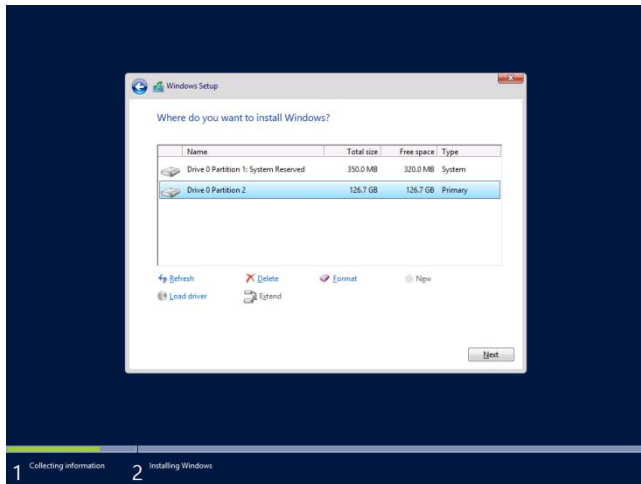 Windows Setup
Where do you want to install Windows?
Name Total size Free space Type
Drive 0 Partition 1: System Reserved 350.0 MB 320.0 MB System
Drive 0 Partition 2 126.7 GB 126.7 GB Primary
Refresh Delete Format New
Load driver Extend
Next
1 Collecting information 2 Installing Windows